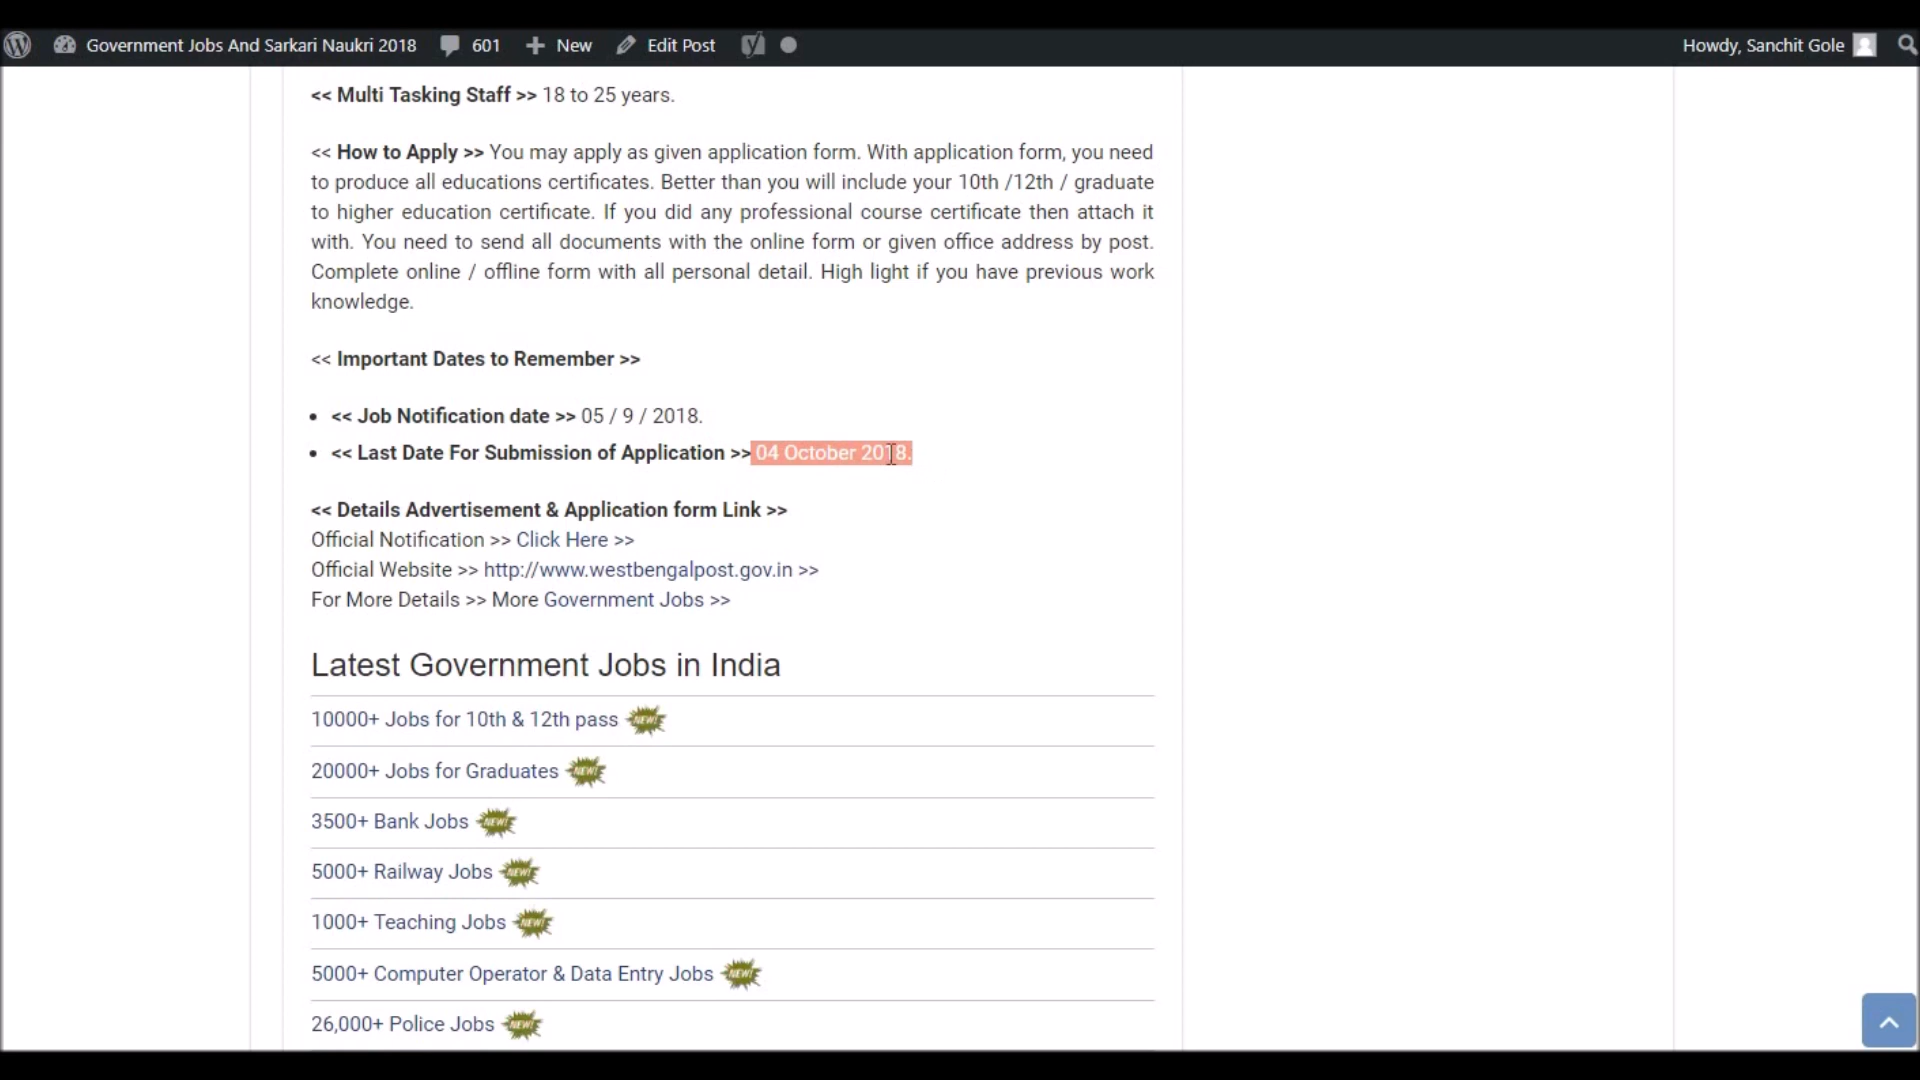 Government Jobs And Sarkari Naukri 2018 601 New Edit Post Howdy, Sanchit Gole
<< Multi Tasking Staff >> 18 to 25 years.
<< How to Apply >> You may apply as given application form. With application form, you need
to produce all educations certificates. Better than you will include your 10th /12th / graduate
to higher education certificate. If you did any professional course certificate then attach it
with. You need to send all documents with the online form or given office address by post.
Complete online / offline form with all personal detail. High light if you have previous work
knowledge.
<< Important Dates to Remember >>
• << Job Notification date >> 05 / 9 / 2018.
• << Last Date For Submission of Application >> 04 October 2018.
<< Details Advertisement & Application form Link >>
Official Notification >> Click Here >>
Official Website >> http://www.westbengalpost.gov.in >>
For More Details >> More Government Jobs >>
Latest Government Jobs in India
10000+ Jobs for 10th & 12th pass NEW!
20000+ Jobs for Graduates NEW!
3500+ Bank Jobs NEW!
5000+ Railway Jobs NEW!
1000+ Teaching Jobs NEW!
5000+ Computer Operator & Data Entry Jobs NEW!
26,000+ Police Jobs NEW!